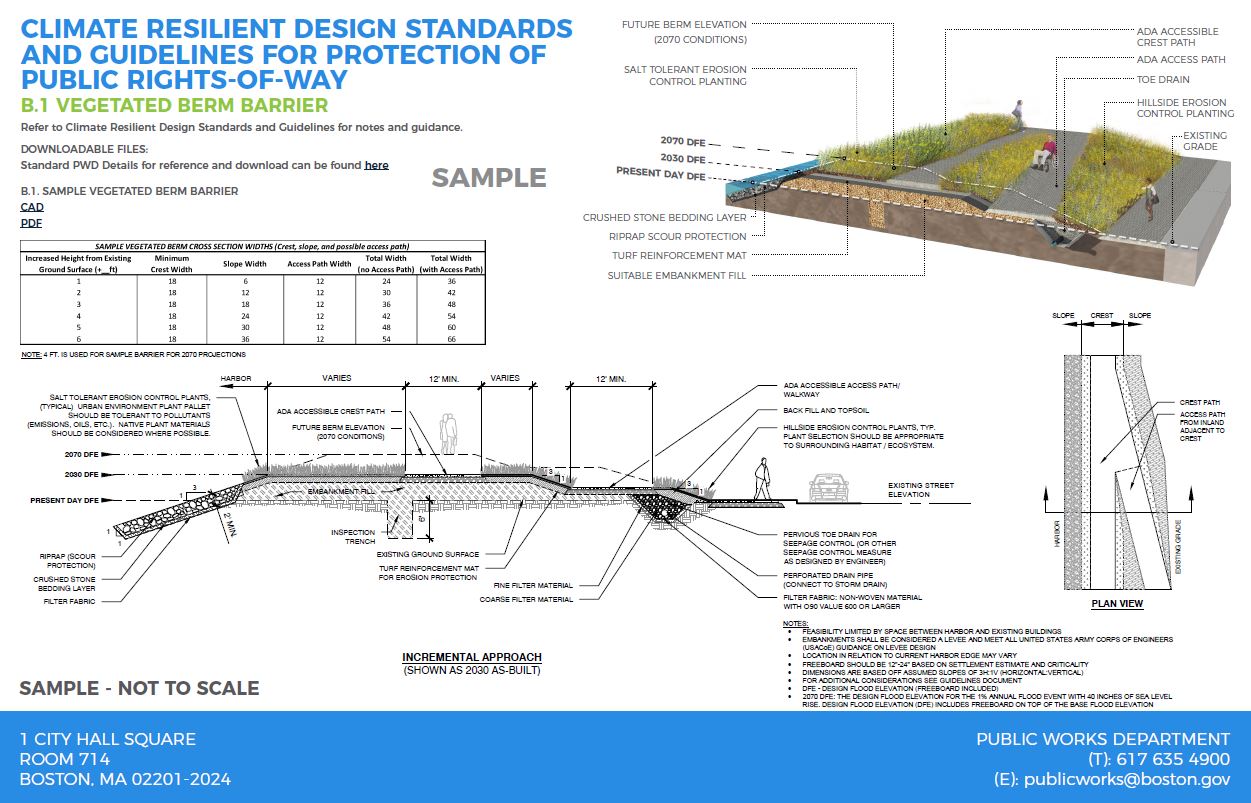 CLIMATE RESILIENT DESIGN STANDARDS
AND GUIDELINES FOR PROTECTION OF
PUBLIC RIGHTS-OF-WAY
B.1 VEGETATED BERM BARRIER
Refer to Climate Resilient Design Standards and Guidelines for notes and guidance.
DOWNLOADABLE FILES:
Standard PWD Details for reference and download can be found here
B.1. SAMPLE VEGETATED BERM BARRIER
CAD
PDF
SAMPLE
FUTURE BERM ELEVATION
(2070 CONDITIONS)
SALT TOLERANT EROSION
CONTROL PLANTING
2070 DFE
2030 DFE
PRESENT DAY DFE
CRUSHED STONE BEDDING LAYER
RIPRAP SCOUR PROTECTION
TURF REINFORCEMENT MAT
SUITABLE EMBANKMENT FILL
ADA ACCESSIBLE
CREST PATH
ADA ACCESS PATH
TOE DRAIN
HILLSIDE EROSION
CONTROL PLANTING
EXISTING
GRADE
SAMPLE VEGETATED BERM CROSS SECTION WIDTHS (Crest, slope, and possible access path)
Increased Height from Existing Ground Surface (+__ft) Minimum Crest Width Slope Width Access Path Width Total Width (no Access Path) Total Width (with Access Path)
1 18 6 12 24 36
2 18 12 12 30 42
3 18 18 12 36 48
4 18 24 12 42 54
5 18 30 12 48 60
6 18 36 12 54 66
NOTE: 4 FT. IS USED FOR SAMPLE BARRIER FOR 2070 PROJECTIONS
HARBOR
VARIES
12' MIN.
VARIES
12' MIN.
SALT TOLERANT EROSION CONTROL PLANTS,
(TYPICAL) URBAN ENVIRONMENT PLANT PALLET
SHOULD BE TOLERANT TO POLLUTANTS
(EMISSIONS, OILS, ETC.). NATIVE PLANT MATERIALS
SHOULD BE CONSIDERED WHERE POSSIBLE.
ADA ACCESSIBLE CREST PATH
FUTURE BERM ELEVATION
(2070 CONDITIONS)
2070 DFE
2030 DFE
PRESENT DAY DFE
3
1
1
1
2' MIN.
EMBANKMENT FILL
6'
3
1
3
1
RIPRAP (SCOUR
PROTECTION)
CRUSHED STONE
BEDDING LAYER
FILTER FABRIC
INSPECTION
TRENCH
EXISTING GROUND SURFACE
TURF REINFORCEMENT MAT
FOR EROSION PROTECTION
FINE FILTER MATERIAL
COARSE FILTER MATERIAL
ADA ACCESSIBLE ACCESS PATH/
WALKWAY
BACK FILL AND TOPSOIL
HILLSIDE EROSION CONTROL PLANTS, TYP.
PLANT SELECTION SHOULD BE APPROPRIATE
TO SURROUNDING HABITAT / ECOSYSTEM.
EXISTING STREET
ELEVATION
PERVIOUS TOE DRAIN FOR
SEEPAGE CONTROL (OR OTHER
SEEPAGE CONTROL MEASURE
AS DESIGNED BY ENGINEER)
PERFORATED DRAIN PIPE
(CONNECT TO STORM DRAIN)
FILTER FABRIC: NON-WOVEN MATERIAL
WITH O90 VALUE 600 OR LARGER
SLOPE CREST SLOPE
CREST PATH
ACCESS PATH
FROM INLAND
ADJACENT TO
CREST
HARBOR
EXISTING GRADE
PLAN VIEW
INCREMENTAL APPROACH
(SHOWN AS 2030 AS-BUILT)
NOTES:
• FEASIBILITY LIMITED BY SPACE BETWEEN HARBOR AND EXISTING BUILDINGS
• EMBANKMENTS SHALL BE CONSIDERED A LEVEE AND MEET ALL UNITED STATES ARMY CORPS OF ENGINEERS
(USACoE) GUIDANCE ON LEVEE DESIGN
• LOCATION IN RELATION TO CURRENT HARBOR EDGE MAY VARY
• FREEBOARD SHOULD BE 12"-24" BASED ON SETTLEMENT ESTIMATE AND CRITICALITY
• DIMENSIONS ARE BASED OFF ASSUMED SLOPES OF 3H:1V (HORIZONTAL:VERTICAL)
• FOR ADDITIONAL CONSIDERATIONS SEE GUIDELINES DOCUMENT
• DFE - DESIGN FLOOD ELEVATION (FREEBOARD INCLUDED)
• 2070 DFE: THE DESIGN FLOOD ELEVATION FOR THE 1% ANNUAL FLOOD EVENT WITH 40 INCHES OF SEA LEVEL
RISE. DESIGN FLOOD ELEVATION (DFE) INCLUDES FREEBOARD ON TOP OF THE BASE FLOOD ELEVATION
SAMPLE - NOT TO SCALE
1 CITY HALL SQUARE
ROOM 714
BOSTON, MA 02201-2024
PUBLIC WORKS DEPARTMENT
(T): 617 635 4900
(E): publicworks@boston.gov